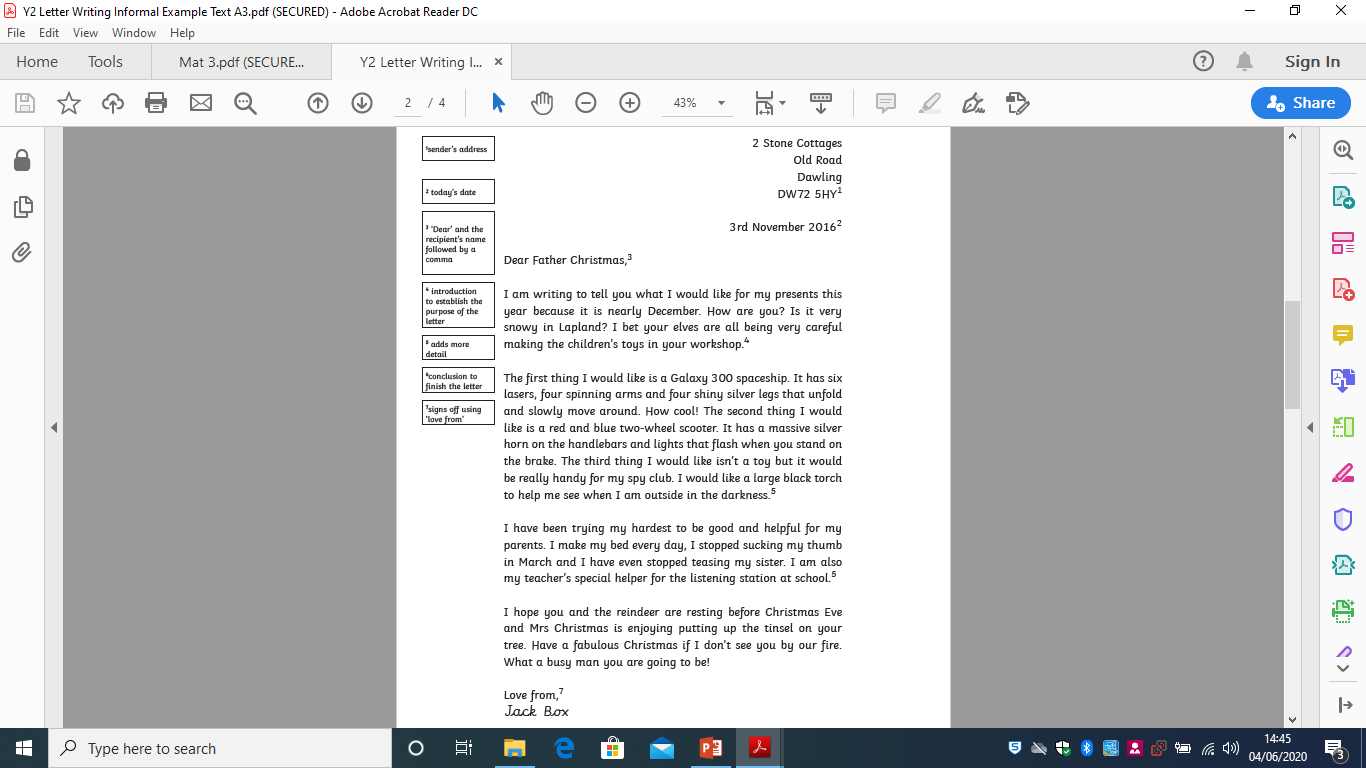 Y2 Letter Writing Informal Example Text A3.pdf (SECURED) - Adobe Acrobat Reader DC
File Edit View Window Help
Home Tools Mat 3.pdf (SECURE... Y2 Letter Writing I... × Sign In
2 / 4 43% Share
¹sender's address
² today's date
³ 'Dear' and the
recipient's name
followed by a
comma
⁴ introduction
to establish the
purpose of the
letter
⁵ adds more
detail
⁶conclusion to
finish the letter
⁷signs off using
'love from'
2 Stone Cottages
Old Road
Dawling
DW72 5HY¹
3rd November 2016²
Dear Father Christmas,³
I am writing to tell you what I would like for my presents this
year because it is nearly December. How are you? Is it very
snowy in Lapland? I bet your elves are all being very careful
making the children's toys in your workshop.⁴
The first thing I would like is a Galaxy 300 spaceship. It has six
lasers, four spinning arms and four shiny silver legs that unfold
and slowly move around. How cool! The second thing I would
like is a red and blue two-wheel scooter. It has a massive silver
horn on the handlebars and lights that flash when you stand on
the brake. The third thing I would like isn't a toy but it would
be really handy for my spy club. I would like a large black torch
to help me see when I am outside in the darkness.⁵
I have been trying my hardest to be good and helpful for my
parents. I make my bed every day, I stopped sucking my thumb
in March and I have even stopped teasing my sister. I am also
my teacher's special helper for the listening station at school.⁵
I hope you and the reindeer are resting before Christmas Eve
and Mrs Christmas is enjoying putting up the tinsel on your
tree. Have a fabulous Christmas if I don't see you by our fire.
What a busy man you are going to be!
Love from,⁷
Jack Box
Type here to search
14:45
04/06/2020
3